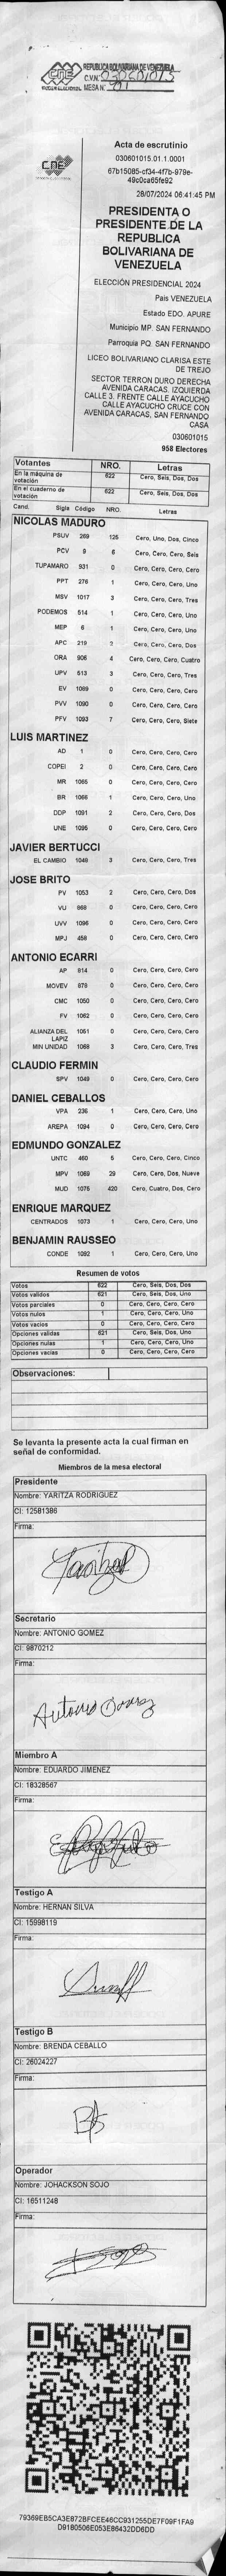 CNE
PODER ELECTORAL
REPUBLICA BOLIVARIANA DE VENEZUELA
C.V.N: 030601015
MESA Nº: 01
CNE
Acta de escrutinio
030601015.01.1.0001
67b15085-cf34-4f7b-979e-
49c0ca65fe92
28/07/2024 06:41:45 PM
PRESIDENTA O
PRESIDENTE DE LA
REPUBLICA
BOLIVARIANA DE
VENEZUELA
ELECCIÓN PRESIDENCIAL 2024
Pais VENEZUELA
Estado EDO. APURE
Municipio MP. SAN FERNANDO
Parroquia PQ. SAN FERNANDO
LICEO BOLIVARIANO CLARISA ESTE
DE TREJO
SECTOR TERRON DURO DERECHA
AVENIDA CARACAS. IZQUIERDA
CALLE 3. FRENTE CALLE AYACUCHO
CALLE AYACUCHO CRUCE CON
AVENIDA CARACAS, SAN FERNANDO
CASA
030601015
958 Electores
Votantes NRO. Letras
En la máquina de votación 622 Cero, Seis, Dos, Dos
En el cuaderno de votación 622 Cero, Seis, Dos, Dos
Cand. Sigla Código NRO. Letras
NICOLAS MADURO
PSUV 269 125 Cero, Uno, Dos, Cinco
PCV 9 6 Cero, Cero, Cero, Seis
TUPAMARO 931 0 Cero, Cero, Cero, Cero
PPT 276 1 Cero, Cero, Cero, Uno
MSV 1017 3 Cero, Cero, Cero, Tres
PODEMOS 514 1 Cero, Cero, Cero, Uno
MEP 6 1 Cero, Cero, Cero, Uno
APC 219 2 Cero, Cero, Cero, Dos
ORA 906 4 Cero, Cero, Cero, Cuatro
UPV 613 3 Cero, Cero, Cero, Tres
EV 1089 0 Cero, Cero, Cero, Cero
PVV 1090 0 Cero, Cero, Cero, Cero
PFV 1093 7 Cero, Cero, Cero, Siete
LUIS MARTINEZ
AD 1 0 Cero, Cero, Cero, Cero
COPEI 2 0 Cero, Cero, Cero, Cero
MR 1065 0 Cero, Cero, Cero, Cero
BR 1066 1 Cero, Cero, Cero, Uno
DDP 1091 2 Cero, Cero, Cero, Dos
UNE 1095 0 Cero, Cero, Cero, Cero
JAVIER BERTUCCI
EL CAMBIO 1048 3 Cero, Cero, Cero, Tres
JOSE BRITO
PV 1053 2 Cero, Cero, Cero, Dos
VU 868 0 Cero, Cero, Cero, Cero
UVV 1096 0 Cero, Cero, Cero, Cero
MPJ 458 0 Cero, Cero, Cero, Cero
ANTONIO ECARRI
AP 814 0 Cero, Cero, Cero, Cero
MOVEV 978 0 Cero, Cero, Cero, Cero
CMC 1050 0 Cero, Cero, Cero, Cero
FV 1062 0 Cero, Cero, Cero, Cero
ALIANZA DEL LAPIZ 1051 0 Cero, Cero, Cero, Cero
MIN UNIDAD 1068 3 Cero, Cero, Cero, Tres
CLAUDIO FERMIN
SPV 1049 0 Cero, Cero, Cero, Cero
DANIEL CEBALLOS
VPA 236 1 Cero, Cero, Cero, Uno
AREPA 1094 0 Cero, Cero, Cero, Cero
EDMUNDO GONZALEZ
UNTC 460 5 Cero, Cero, Cero, Cinco
MPV 1069 29 Cero, Cero, Dos, Nueve
MUD 1075 420 Cero, Cuatro, Dos, Cero
ENRIQUE MARQUEZ
CENTRADOS 1073 1 Cero, Cero, Cero, Uno
BENJAMIN RAUSSEO
CONDE 1092 1 Cero, Cero, Cero, Uno
Resumen de votos
Votos 622 Cero, Seis, Dos, Dos
Votos validos 621 Cero, Seis, Dos, Uno
Votos parciales 0 Cero, Cero, Cero, Cero
Votos nulos 1 Cero, Cero, Cero, Uno
Votos vacios 0 Cero, Cero, Cero, Cero
Opciones validas 621 Cero, Seis, Dos, Uno
Opciones nulas 1 Cero, Cero, Cero, Uno
Opciones vacias 0 Cero, Cero, Cero, Cero
Observaciones:
Se levanta la presente acta la cual firman en
señal de conformidad.
Miembros de la mesa electoral
Presidente
Nombre: YARITZA RODRIGUEZ
CI: 12581386
Firma:
Secretario
Nombre: ANTONIO GOMEZ
CI: 9870212
Firma:
Antonio Gomez
Miembro A
Nombre: EDUARDO JIMENEZ
CI: 18328567
Firma:
Testigo A
Nombre: HERNAN SILVA
CI: 15998119
Firma:
Testigo B
Nombre: BRENDA CEBALLO
CI: 26024227
Firma:
Operador
Nombre: JOHACKSON SOJO
CI: 16511248
Firma:
79369EB5CA3E872BFCEE46CC931255DE7F09F1FA9
D9180506E053E86432DD6DD